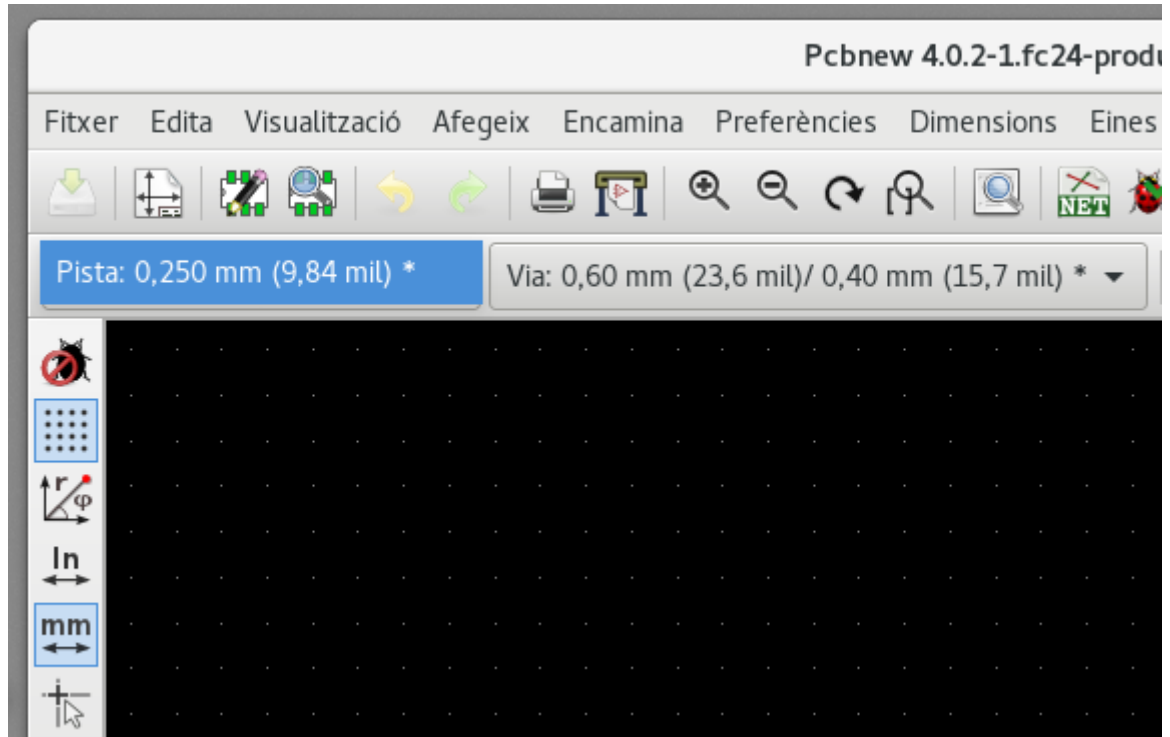 Pcbnew 4.0.2-1.fc24-produ
Fitxer Edita Visualització Afegeix Encamina Preferències Dimensions Eines
NET
Pista: 0,250 mm (9,84 mil) * Via: 0,60 mm (23,6 mil)/ 0,40 mm (15,7 mil) *
r
φ
In
mm